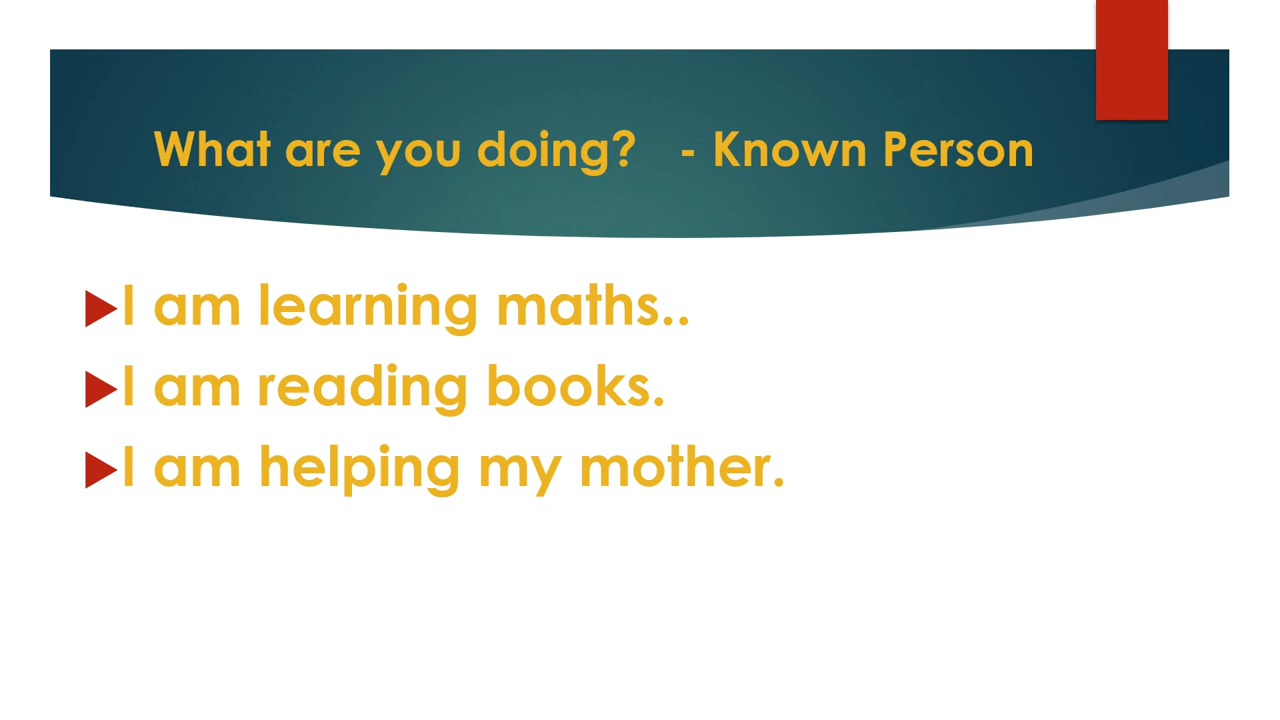 What are you doing? - Known Person
I am learning maths..
I am reading books.
I am helping my mother.